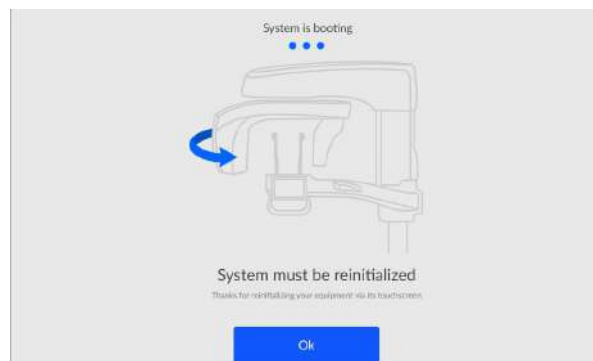 System is booting
System must be reinitialized
Thanks for reinitializing your equipment via its touchscreen.
Ok